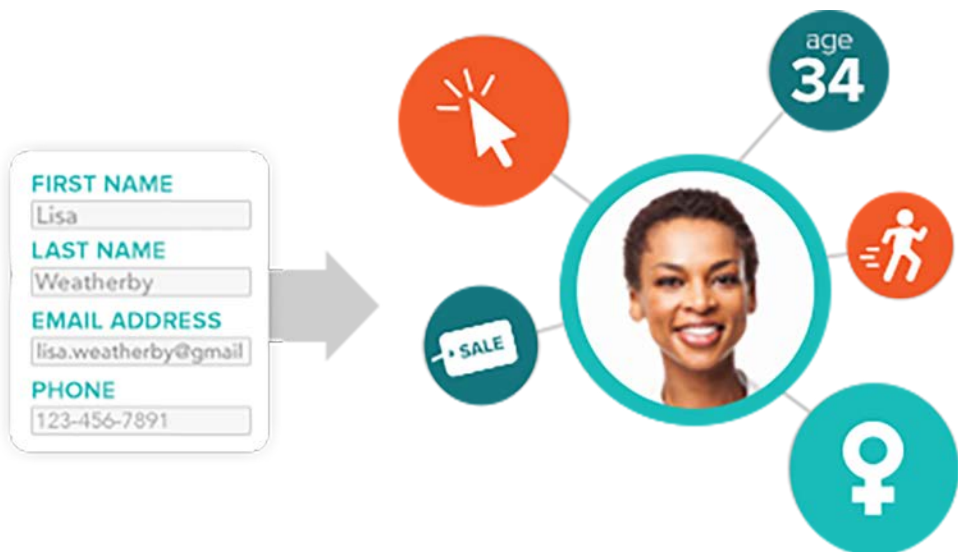 FIRST NAME
Lisa
LAST NAME
Weatherby
EMAIL ADDRESS
lisa.weatherby@gmail
PHONE
123-456-7891
age
34
SALE